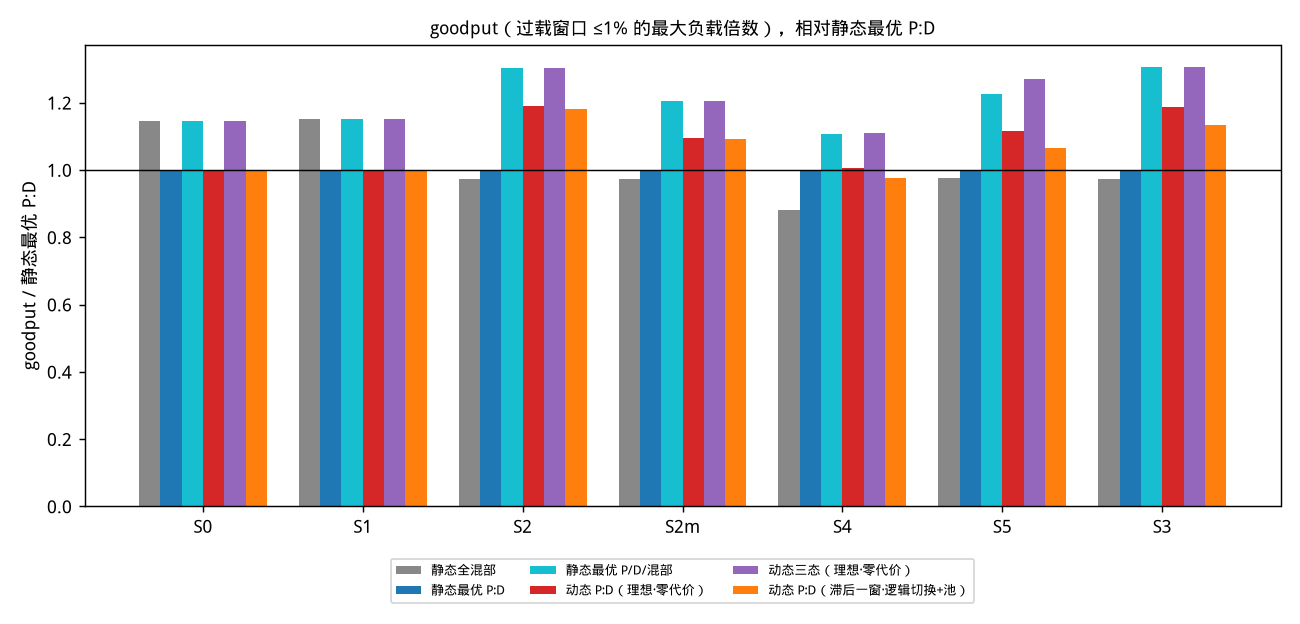 goodput（过载窗口 ≤1% 的最大负载倍数），相对静态最优 P:D
goodput / 静态最优 P:D
1.2
1.0
0.8
0.6
0.4
0.2
0.0
S0 S1 S2 S2m S4 S5 S3
静态全混部 静态最优 P/D/混部 动态三态（理想·零代价）
静态最优 P:D 动态 P:D（理想·零代价） 动态 P:D（滞后一窗·逻辑切换+池）